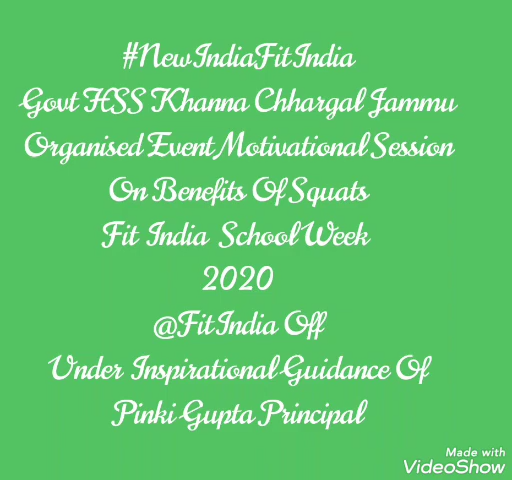 #NewIndiaFitIndia
Govt HSS Khanna Chhargal Jammu
Organised Event Motivational Session
On Benefits Of Squats
Fit India School Week
2020
@FitIndia Off
Under Inspirational Guidance Of
Pinki Gupta Principal
Made with
VideoShow